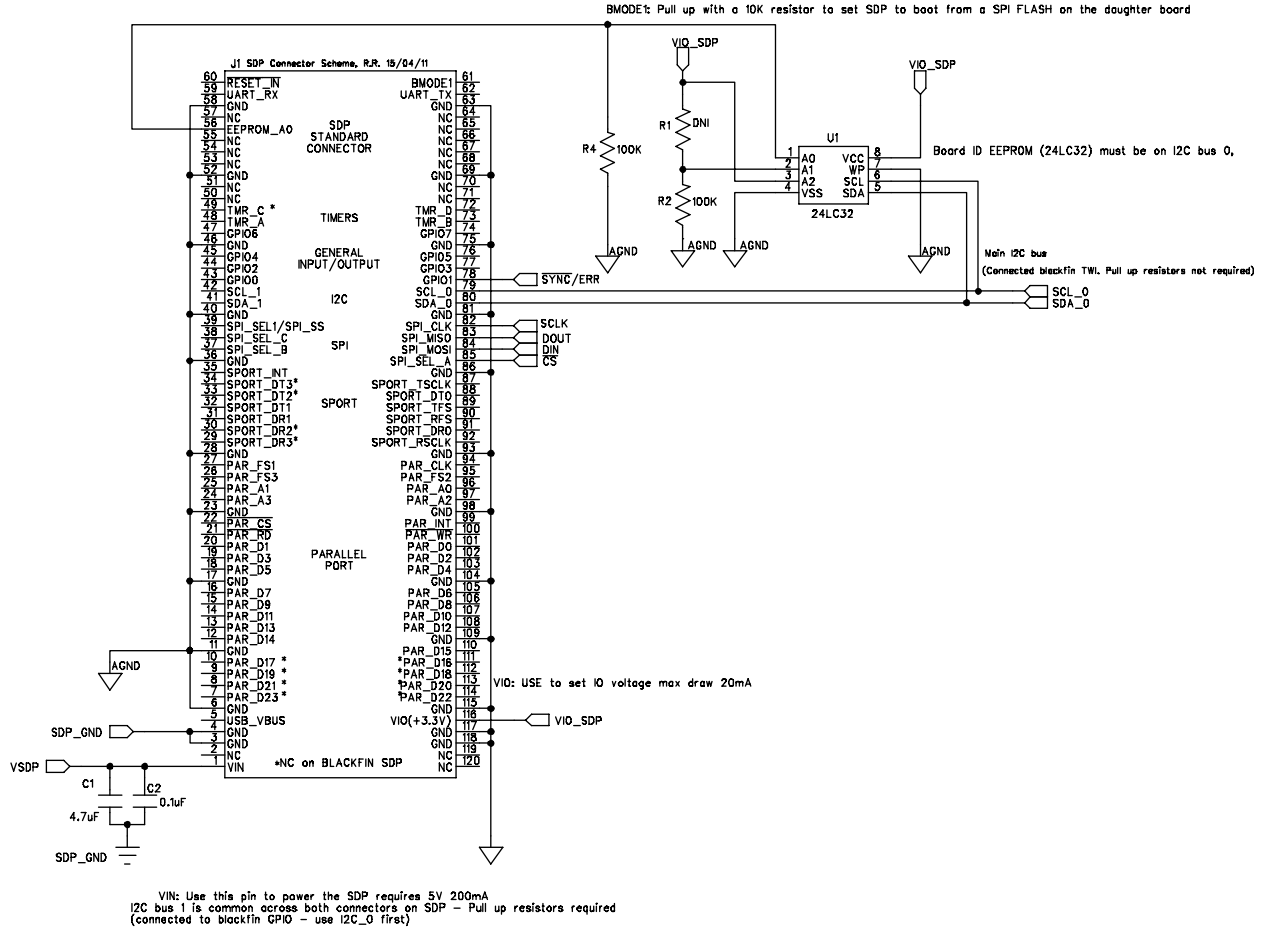 BMODE1: Pull up with a 10K resistor to set SDP to boot from a SPI FLASH on the daughter board
J1 SDP Connector Scheme, R.R. 15/04/11
60 RESET_IN BMODE1 61
59 UART_RX UART_TX 62
58 GND GND 63
57 NC NC 64
56 EEPROM_A0 NC 65
55 NC NC 66
54 NC NC 67
53 NC NC 68
52 GND GND 69
51 NC NC 70
50 NC NC 71
49 TMR_C * TMR_D 72
48 TMR_A TMR_B 73
47 GPIO6 GPIO7 74
46 GND GND 75
45 GPIO4 GPIO5 76
44 GPIO2 GPIO3 77
43 GPIO0 GPIO1 78
42 SCL_1 SCL_0 79
41 SDA_1 SDA_0 80
40 GND GND 81
39 SPI_SEL1/SPI_SS SPI_CLK 82
38 SPI_SEL_C SPI_MISO 83
37 SPI_SEL_B SPI_MOSI 84
36 GND SPI_SEL_A 85
35 SPORT_INT GND 86
34 SPORT_DT3* SPORT_TSCLK 87
33 SPORT_DT2* SPORT_DT0 88
32 SPORT_DT1 SPORT_TFS 89
31 SPORT_DR1 SPORT_RFS 90
30 SPORT_DR2* SPORT_DR0 91
29 SPORT_DR3* SPORT_RSCLK 92
28 GND GND 93
27 PAR_FS1 PAR_CLK 94
26 PAR_FS3 PAR_FS2 95
25 PAR_A1 PAR_A0 96
24 PAR_A3 PAR_A2 97
23 GND GND 98
22 PAR_CS PAR_INT 99
21 PAR_RD PAR_WR 100
20 PAR_D1 PAR_D0 101
19 PAR_D3 PAR_D2 102
18 PAR_D5 PAR_D4 103
17 GND GND 104
16 PAR_D7 PAR_D6 105
15 PAR_D9 PAR_D8 106
14 PAR_D11 PAR_D10 107
13 PAR_D13 PAR_D12 108
12 PAR_D14 GND 109
11 GND PAR_D15 110
10 PAR_D17 * *PAR_D16 111
9 PAR_D19 * *PAR_D18 112
8 PAR_D21 * *PAR_D20 113
7 PAR_D23 * *PAR_D22 114
6 GND GND 115
5 USB_VBUS VIO(+3.3V) 116
4 GND GND 117
3 GND GND 118
2 NC NC 119
1 VIN NC 120
SDP
STANDARD
CONNECTOR
TIMERS
GENERAL
INPUT/OUTPUT
I2C
SPI
SPORT
PARALLEL
PORT
*NC on BLACKFIN SDP
VIO_SDP
VIO_SDP
R1 DNI
R4 100K
R2 100K
U1
1 A0 VCC 8
2 A1 WP 7
3 A2 SCL 6
4 VSS SDA 5
24LC32
Board ID EEPROM (24LC32) must be on I2C bus 0,
AGND
AGND
AGND
AGND
Main I2C bus
(Connected blackfin TWI. Pull up resistors not required)
SYNC/ERR
SCL_0
SDA_0
SCLK
DOUT
DIN
CS
AGND
VIO: USE to set IO voltage max draw 20mA
VIO_SDP
SDP_GND
VSDP
C1
4.7uF
C2
0.1uF
SDP_GND
VIN: Use this pin to power the SDP requires 5V 200mA
I2C bus 1 is common across both connectors on SDP – Pull up resistors required
(connected to blackfin GPIO – use I2C_0 first)